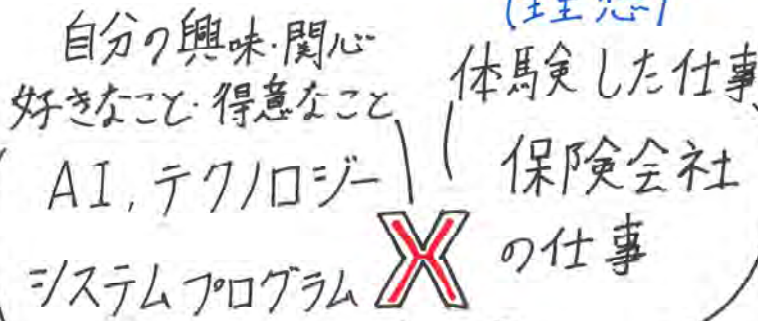 自分の興味・関心
好きなこと・得意なこと
AI,テクノロジー
システムプログラム
X
(理想)
体験した仕事
保険会社
の仕事